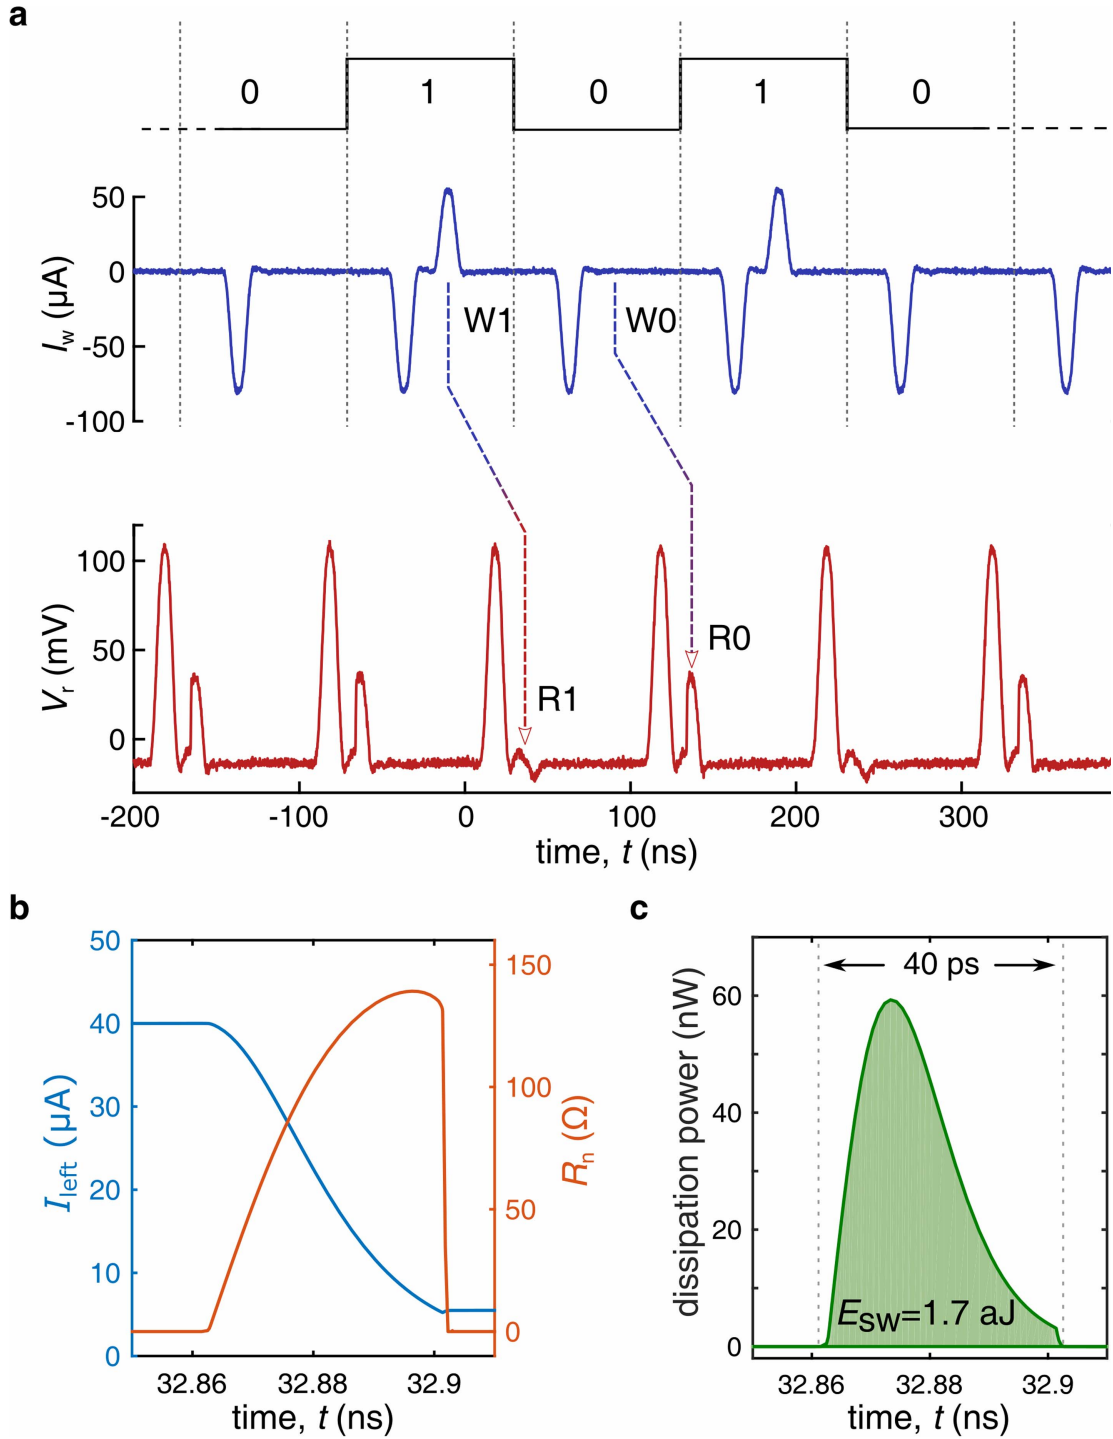 a
0 1 0 1 0
50
0
-50
-100
I_w (μA)
W1 W0
100
50
0
V_r (mV)
R0
R1
-200 -100 0 100 200 300
time, t (ns)
b
50
40
30
20
10
0
I_left (μA)
150
100
50
0
R_n (Ω)
32.86 32.88 32.9
time, t (ns)
c
40 ps
60
40
20
0
dissipation power (nW)
E_SW=1.7 aJ
32.86 32.88 32.9
time, t (ns)